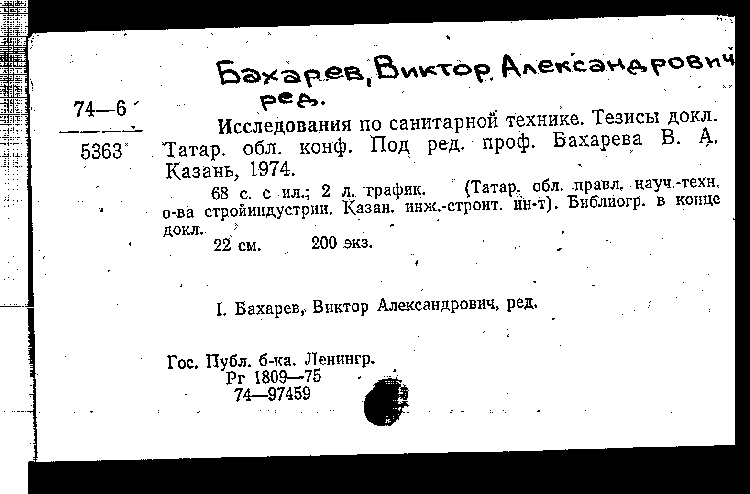 Бахарев, Виктор Александрович
ред.
74—6
5363
Исследования по санитарной технике. Тезисы докл.
Татар. обл. конф. Под ред. проф. Бахарева В. А.
Казань, 1974.
68 с. с ил.; 2 л. график. (Татар. обл. правл. науч.-техн.
о-ва стройиндустрии. Казан. инж.-строит. ин-т). Библиогр. в конце
докл.
22 см. 200 экз.
I. Бахарев, Виктор Александрович, ред.
Гос. Публ. б-ка. Ленингр.
Рг 1809—75
74—97459